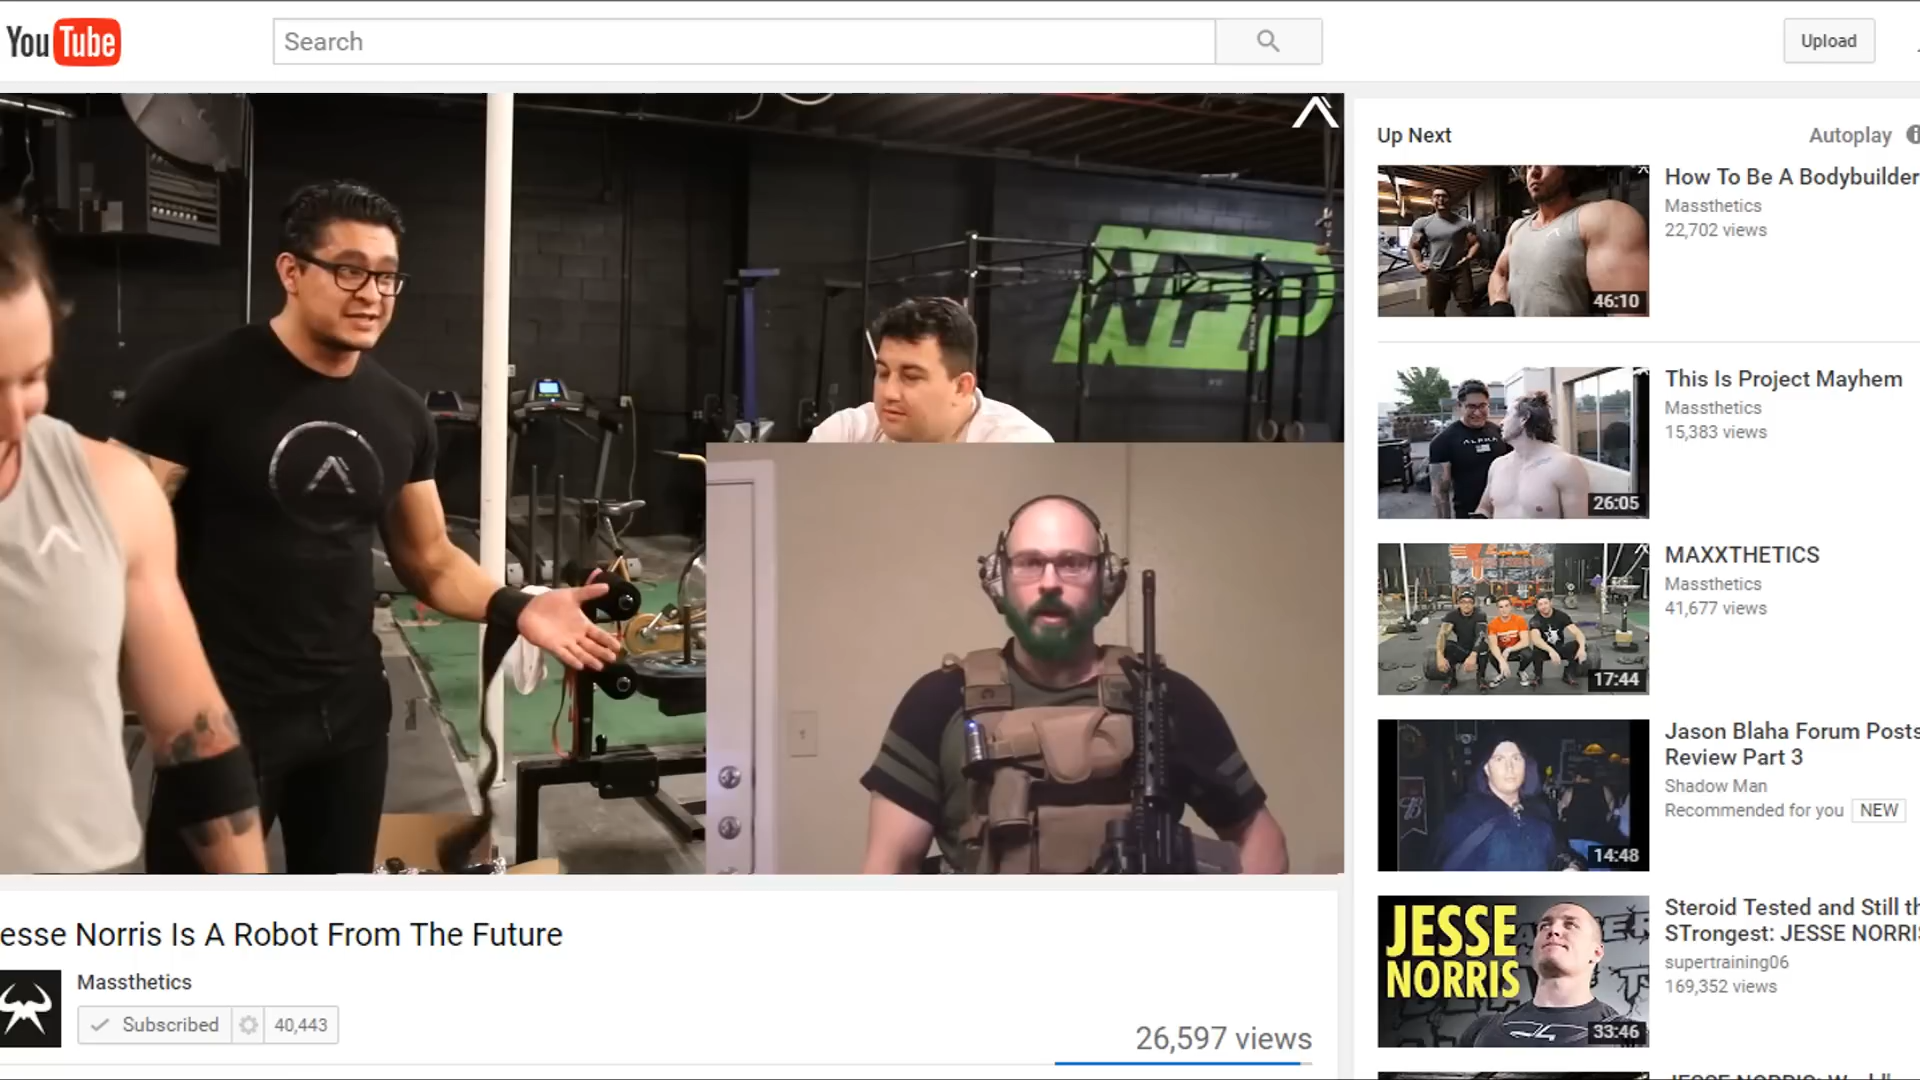 YouTube
Search
Upload
NFP
Up Next
Autoplay
How To Be A Bodybuilder
Massthetics
22,702 views
46:10
This Is Project Mayhem
Massthetics
15,383 views
26:05
MAXXTHETICS
Massthetics
41,677 views
17:44
Jason Blaha Forum Posts
Review Part 3
Shadow Man
Recommended for you NEW
14:48
JESSE
NORRIS
33:46
Steroid Tested and Still th
STrongest: JESSE NORRIS
supertraining06
169,352 views
esse Norris Is A Robot From The Future
Massthetics
Subscribed 40,443
26,597 views